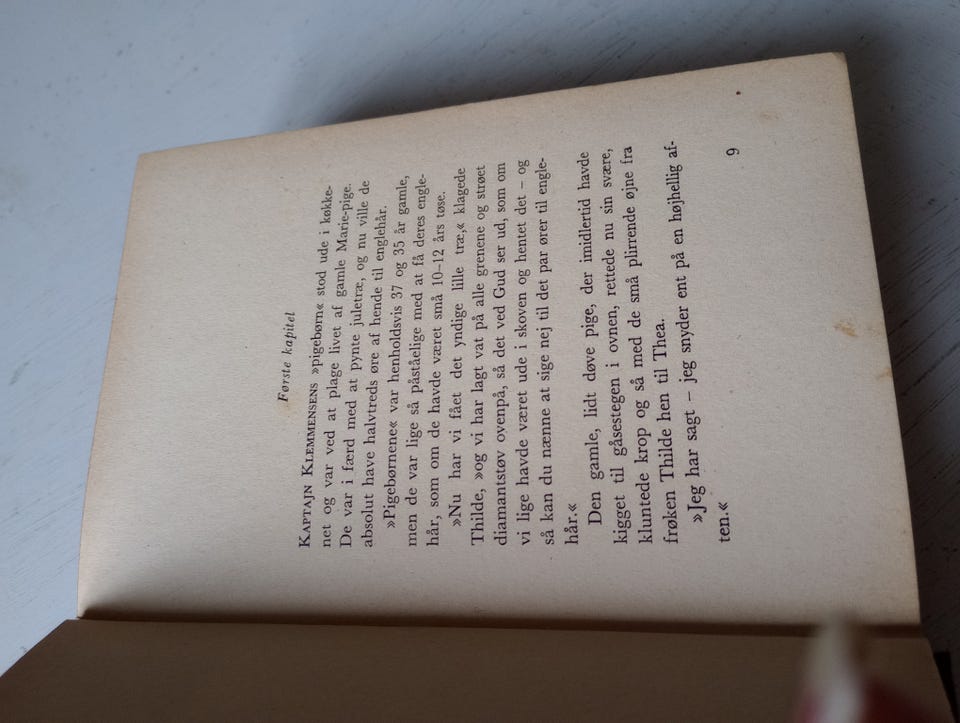 Første kapitel
KAPTAJN KLEMMENSENS »pigebørn« stod ude i køkke-
net og var ved at plage livet af gamle Marie-pige.
De var i færd med at pynte juletræ, og nu ville de
absolut have halvtreds øre af hende til englehår.
»Pigebørnene« var henholdsvis 37 og 35 år gamle,
men de var lige så påståelige med at få deres engle-
hår, som om de havde været små 10–12 års tøse.
»Nu har vi fået det yndige lille træ,« klagede
Thilde, »og vi har lagt vat på alle grenene og strøet
diamantstøv ovenpå, så det ved Gud ser ud, som om
vi lige havde været ude i skoven og hentet det – og
så kan du nænne at sige nej til det par ører til engle-
hår.«
Den gamle, lidt døve pige, der imidlertid havde
kigget til gåsestegen i ovnen, rettede nu sin svære,
kluntede krop og så med de små plirrende øjne fra
frøken Thilde hen til Thea.
»Jeg har sagt – jeg snyder ent på en højhellig af-
ten.«
9